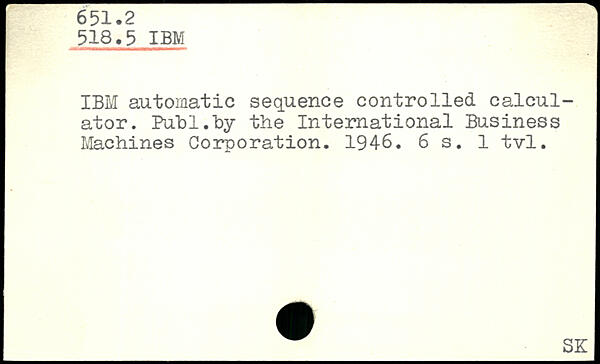 651.2
518.5 IBM
IBM automatic sequence controlled calcul-
ator. Publ.by the International Business
Machines Corporation. 1946. 6 s. 1 tvl.
SK